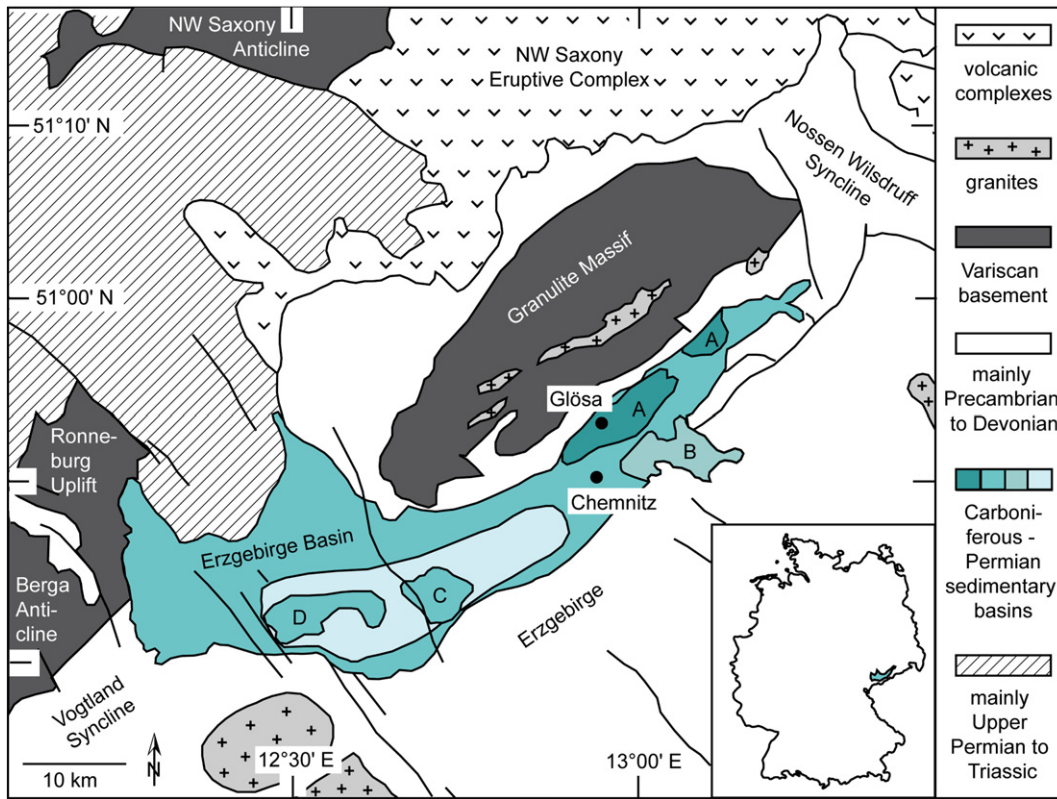 NW Saxony
Anticline
NW Saxony
Eruptive Complex
51°10' N
Nossen Wilsdruff
Syncline
Granulite Massif
51°00' N
A
Glösa
A
Ronne-
burg
Uplift
B
Chemnitz
Erzgebirge Basin
Berga
Anti-
cline
C
D
Erzgebirge
Vogtland
Syncline
N
10 km
12°30' E
13°00' E
volcanic
complexes
granites
Variscan
basement
mainly
Precambrian
to Devonian
Carboni-
ferous -
Permian
sedimentary
basins
mainly
Upper
Permian to
Triassic